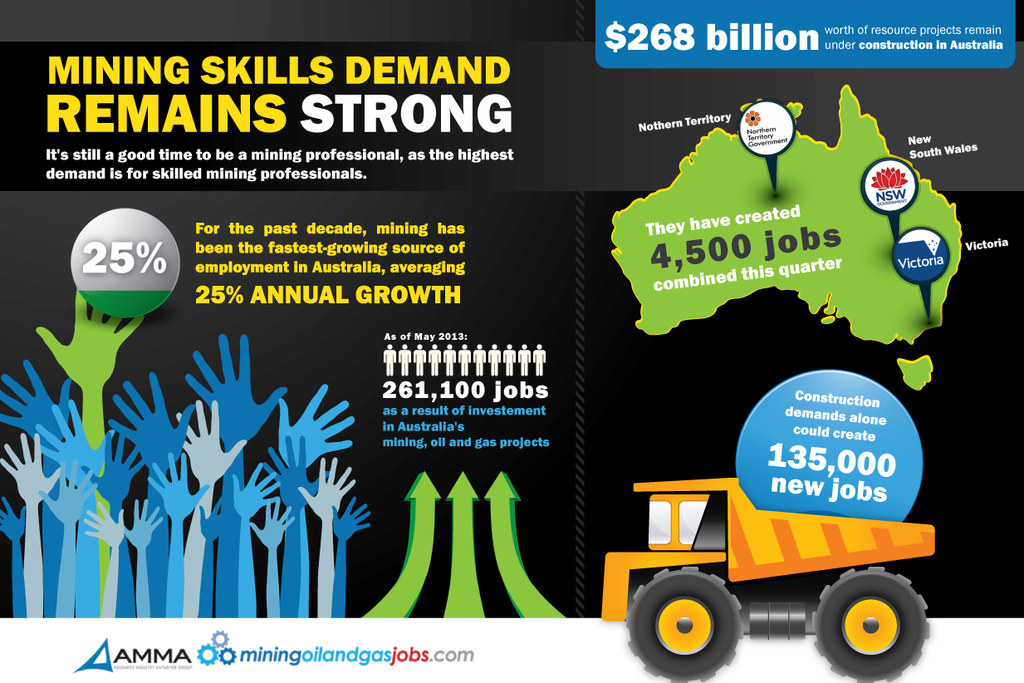 MINING SKILLS DEMAND
REMAINS STRONG
It's still a good time to be a mining professional, as the highest
demand is for skilled mining professionals.
25%
For the past decade, mining has
been the fastest-growing source of
employment in Australia, averaging
25% ANNUAL GROWTH
As of May 2013:
261,100 jobs
as a result of investement
in Australia's
mining, oil and gas projects
$268 billion
worth of resource projects remain
under construction in Australia
Nothern Territory
Northern
Territory
Government
New
South Wales
NSW
GOVERNMENT
Victoria
Victoria
They have created
4,500 jobs
combined this quarter
Construction
demands alone
could create
135,000
new jobs
AMMA
RESOURCE INDUSTRY EMPLOYER GROUP
miningoilandgasjobs.com